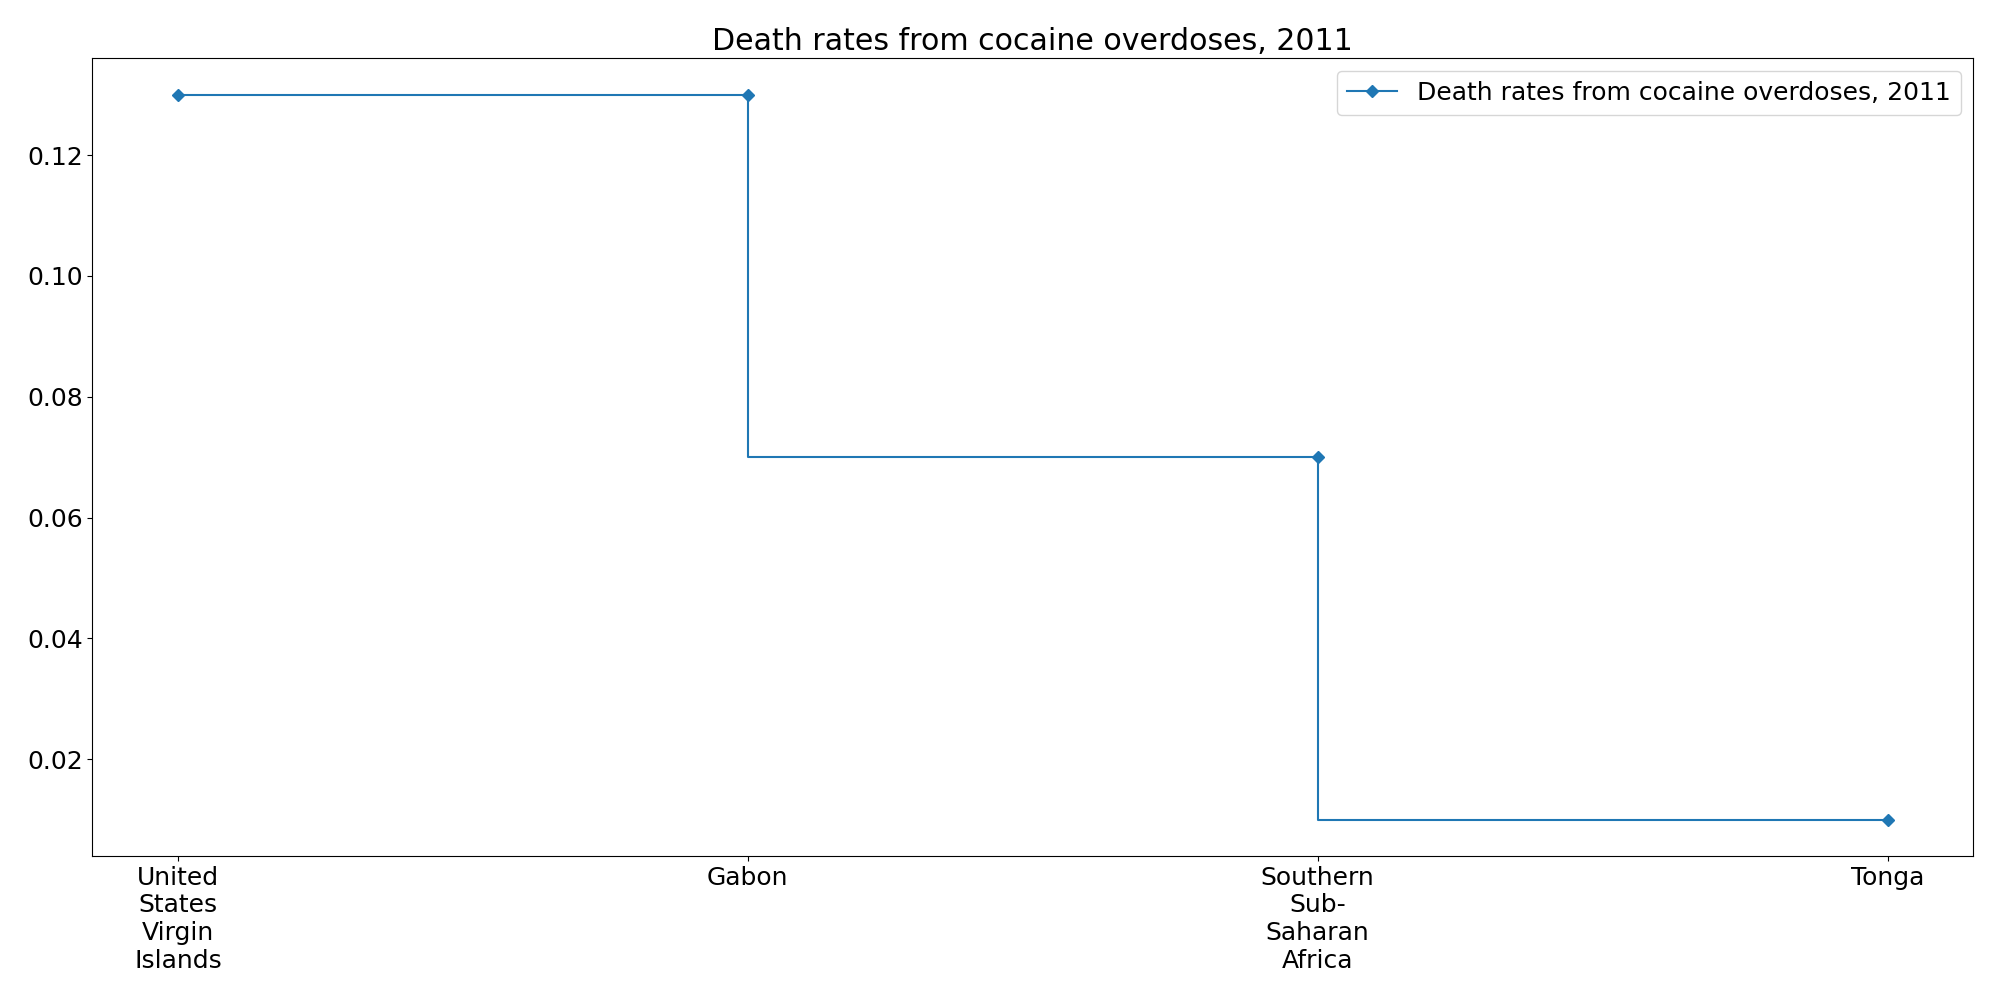 Death rates from cocaine overdoses, 2011
Death rates from cocaine overdoses, 2011
0.12
0.10
0.08
0.06
0.04
0.02
United
States
Virgin
Islands
Gabon
Southern
Sub-
Saharan
Africa
Tonga